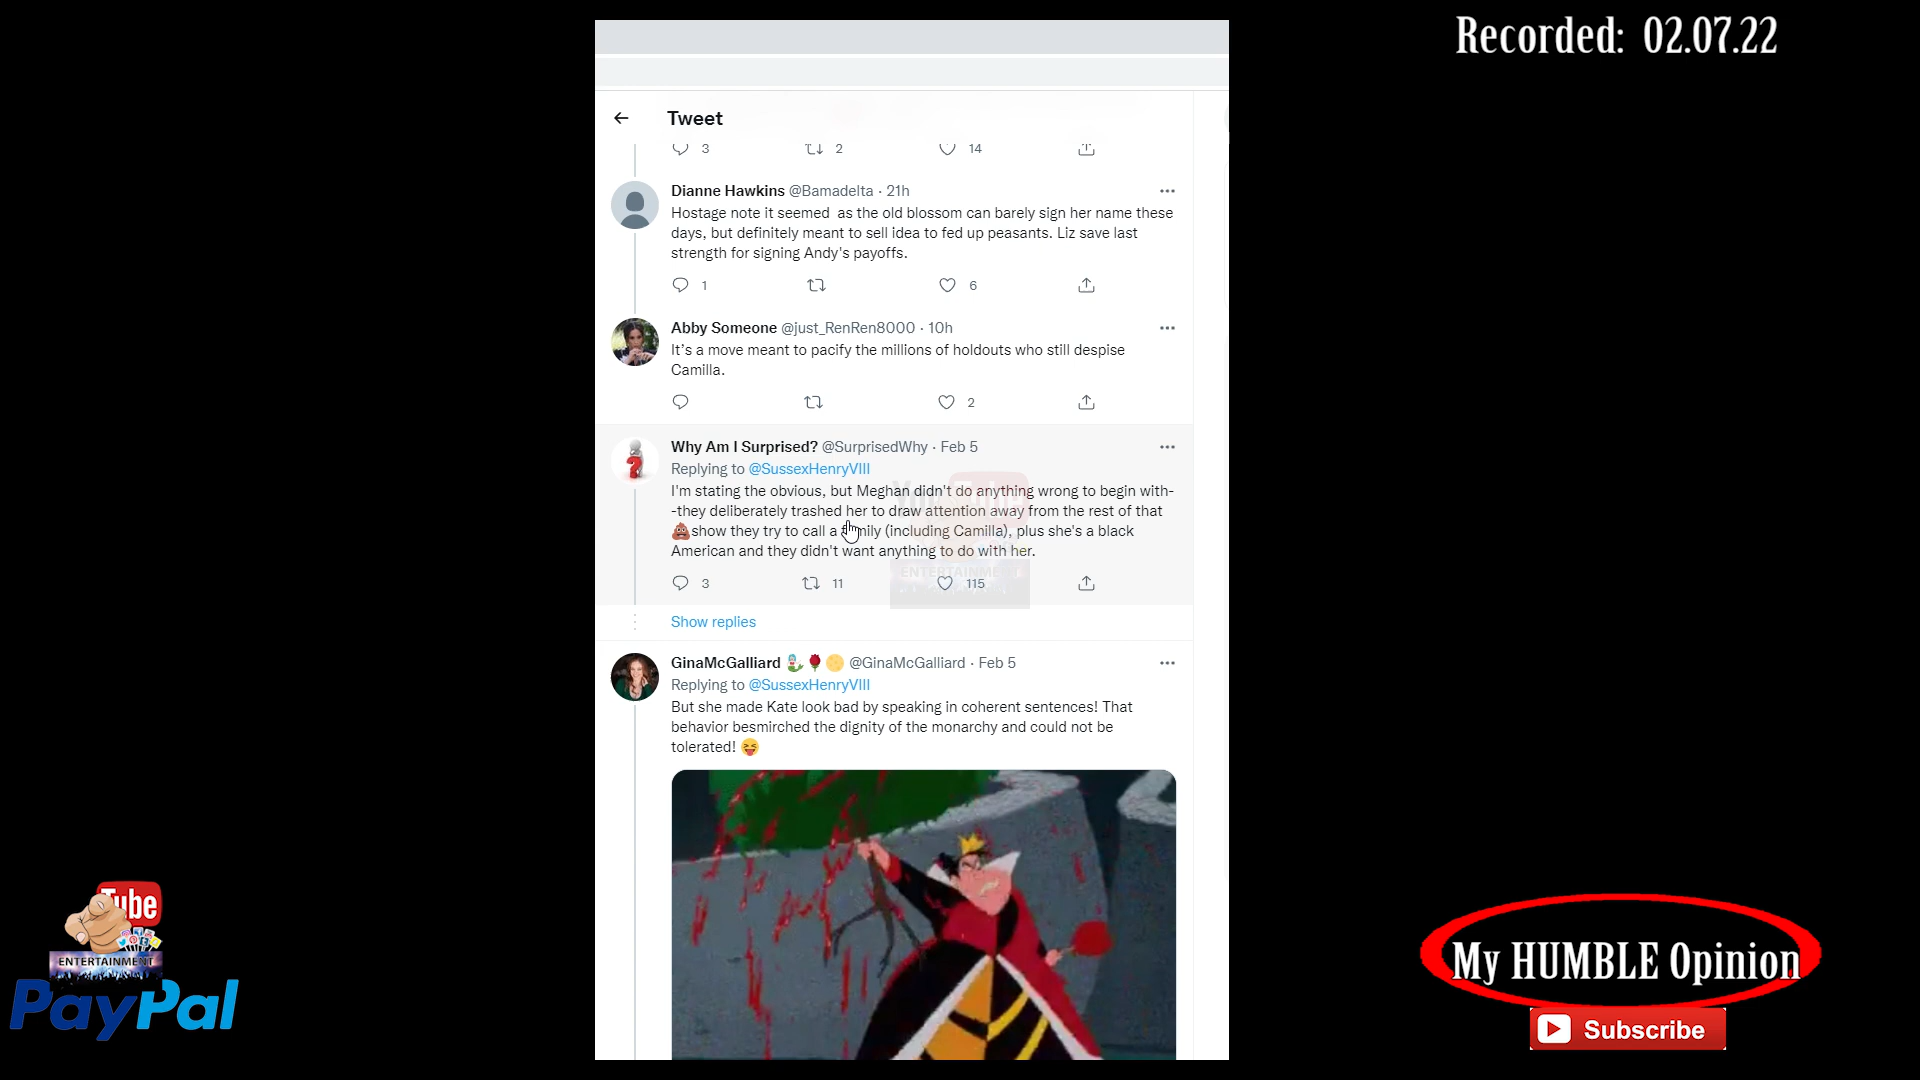 Recorded: 02.07.22
Tweet
3 2 14
Dianne Hawkins @Bamadelta · 21h
Hostage note it seemed as the old blossom can barely sign her name these
days, but definitely meant to sell idea to fed up peasants. Liz save last
strength for signing Andy's payoffs.
1 6
Abby Someone @just_RenRen8000 · 10h
It's a move meant to pacify the millions of holdouts who still despise
Camilla.
2
Why Am I Surprised? @SurprisedWhy · Feb 5
Replying to @SussexHenryVIII
I'm stating the obvious, but Meghan didn't do anything wrong to begin with-
-they deliberately trashed her to draw attention away from the rest of that
💩show they try to call a family (including Camilla), plus she's a black
American and they didn't want anything to do with her.
ENTERTAINMENT
3 11 115
Show replies
GinaMcGalliard @GinaMcGalliard · Feb 5
Replying to @SussexHenryVIII
But she made Kate look bad by speaking in coherent sentences! That
behavior besmirched the dignity of the monarchy and could not be
tolerated! 😝
Tube
ENTERTAINMENT
PayPal
My HUMBLE Opinion
Subscribe